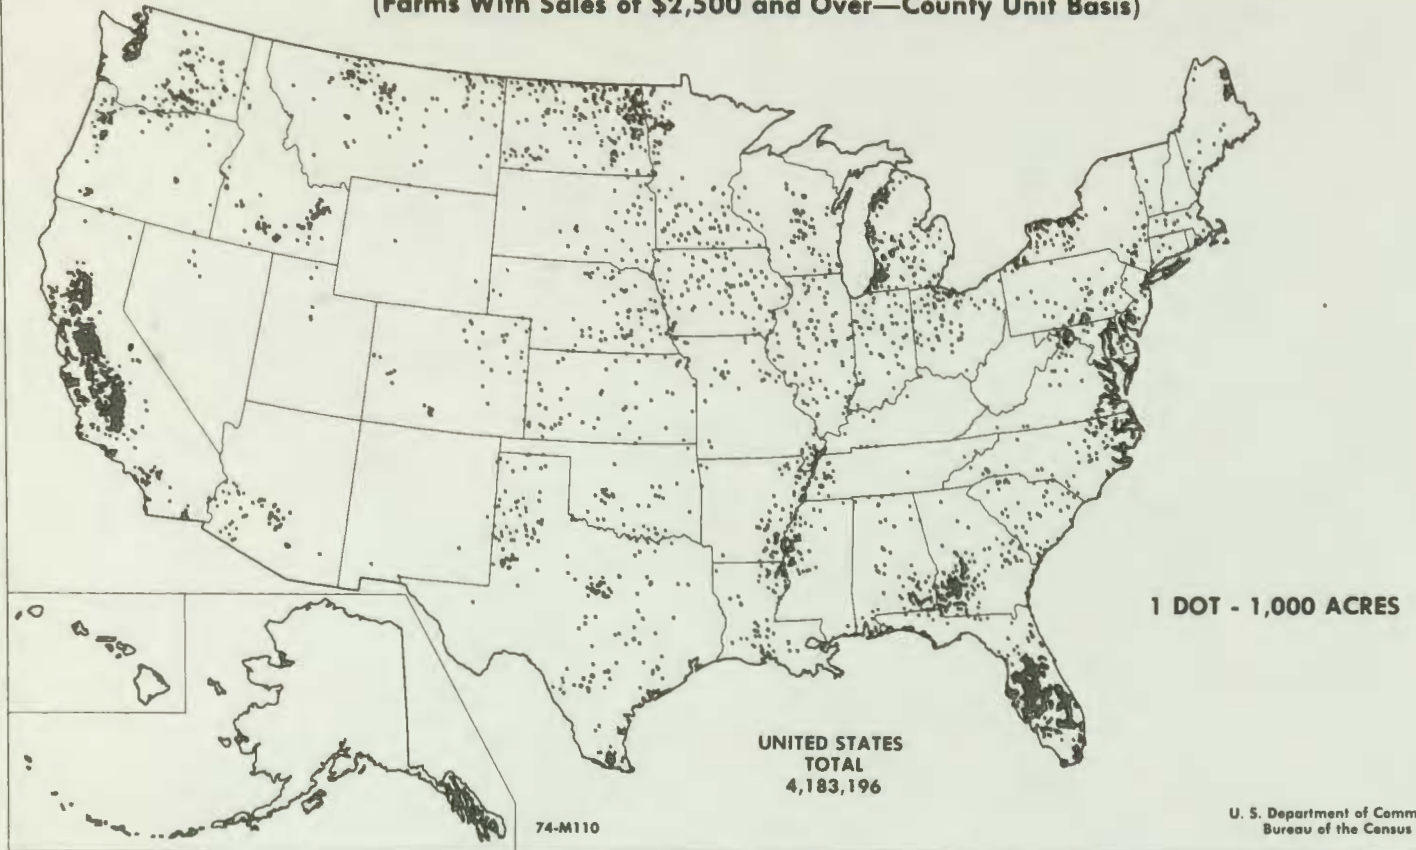 (Farms With Sales of $2,500 and Over—County Unit Basis)
1 DOT - 1,000 ACRES
UNITED STATES
TOTAL
4,183,196
74-M110
U. S. Department of Comm
Bureau of the Census